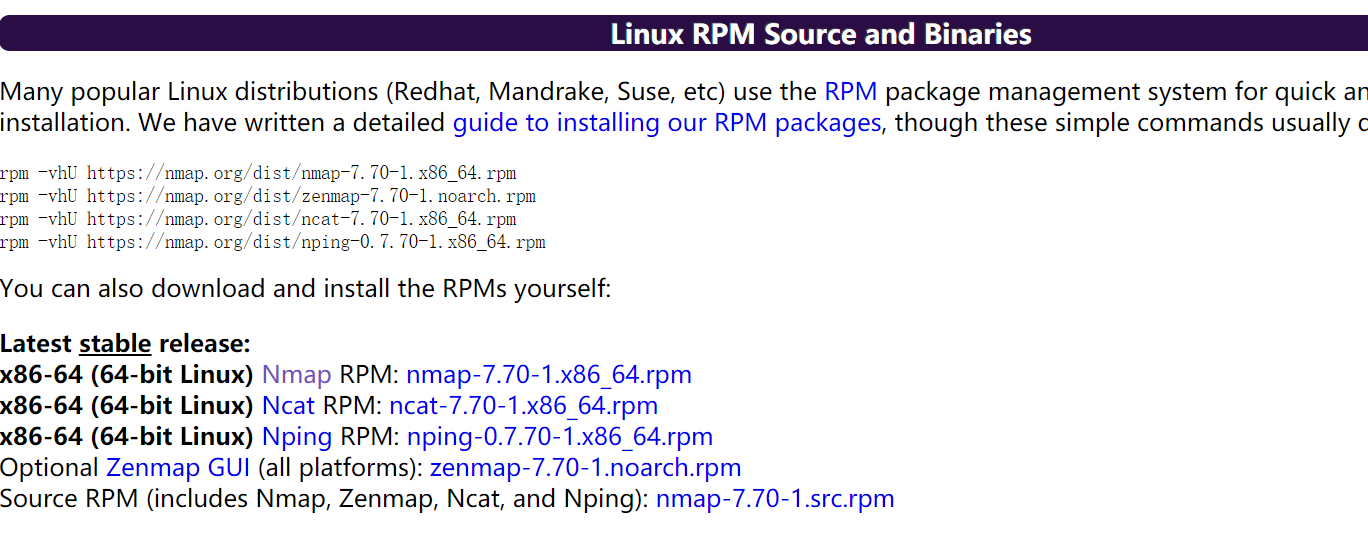 Linux RPM Source and Binaries
Many popular Linux distributions (Redhat, Mandrake, Suse, etc) use the RPM package management system for quick
installation. We have written a detailed guide to installing our RPM packages, though these simple commands usually
rpm -vhU https://nmap.org/dist/nmap-7.70-1.x86_64.rpm
rpm -vhU https://nmap.org/dist/zenmap-7.70-1.noarch.rpm
rpm -vhU https://nmap.org/dist/ncat-7.70-1.x86_64.rpm
rpm -vhU https://nmap.org/dist/nping-0.7.70-1.x86_64.rpm
You can also download and install the RPMs yourself:
Latest stable release:
x86-64 (64-bit Linux) Nmap RPM: nmap-7.70-1.x86_64.rpm
x86-64 (64-bit Linux) Ncat RPM: ncat-7.70-1.x86_64.rpm
x86-64 (64-bit Linux) Nping RPM: nping-0.7.70-1.x86_64.rpm
Optional Zenmap GUI (all platforms): zenmap-7.70-1.noarch.rpm
Source RPM (includes Nmap, Zenmap, Ncat, and Nping): nmap-7.70-1.src.rpm